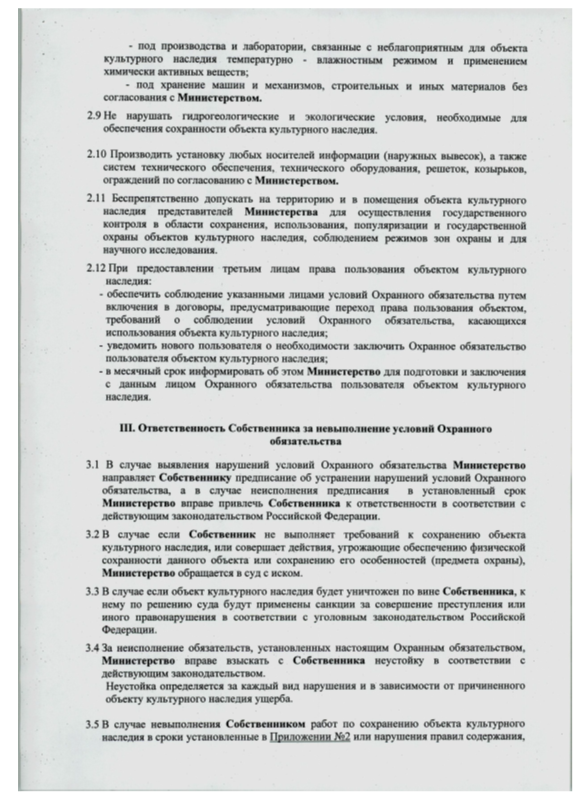 - под производства и лаборатории, связанные с неблагоприятным для объекта
культурного наследия температурно - влажностным режимом и применением
химически активных веществ;
- под хранение машин и механизмов, строительных и иных материалов без
согласования с Министерством.
2.9 Не нарушать гидрогеологические и экологические условия, необходимые для
обеспечения сохранности объекта культурного наследия.
2.10 Производить установку любых носителей информации (наружных вывесок), а также
систем технического обеспечения, технического оборудования, решеток, козырьков,
ограждений по согласованию с Министерством.
2.11 Беспрепятственно допускать на территорию и в помещения объекта культурного
наследия представителей Министерства для осуществления государственного
контроля в области сохранения, использования, популяризации и государственной
охраны объектов культурного наследия, соблюдением режимов зон охраны и для
научного исследования.
2.12 При предоставлении третьим лицам права пользования объектом культурного
наследия:
- обеспечить соблюдение указанными лицами условий Охранного обязательства путем
включения в договоры, предусматривающие переход права пользования объектом,
требований о соблюдении условий Охранного обязательства, касающихся
использования объекта культурного наследия;
- уведомить нового пользователя о необходимости заключить Охранное обязательство
пользователя объектом культурного наследия;
- в месячный срок информировать об этом Министерство для подготовки и заключения
с данным лицом Охранного обязательства пользователя объектом культурного
наследия.
III. Ответственность Собственника за невыполнение условий Охранного
обязательства
3.1 В случае выявления нарушений условий Охранного обязательства Министерство
направляет Собственнику предписание об устранении нарушений условий Охранного
обязательства, а в случае неисполнения предписания в установленный срок
Министерство вправе привлечь Собственника к ответственности в соответствии с
действующим законодательством Российской Федерации.
3.2 В случае если Собственник не выполняет требований к сохранению объекта
культурного наследия, или совершает действия, угрожающие обеспечению физической
сохранности данного объекта или сохранению его особенностей (предмета охраны),
Министерство обращается в суд с иском.
3.3 В случае если объект культурного наследия будет уничтожен по вине Собственника, к
нему по решению суда будут применены санкции за совершение преступления или
иного правонарушения в соответствии с уголовным законодательством Российской
Федерации.
3.4 За неисполнение обязательств, установленных настоящим Охранным обязательством,
Министерство вправе взыскать с Собственника неустойку в соответствии с
действующим законодательством.
Неустойка определяется за каждый вид нарушения и в зависимости от причиненного
объекту культурного наследия ущерба.
3.5 В случае невыполнения Собственником работ по сохранению объекта культурного
наследия в сроки установленные в Приложении №2 или нарушения правил содержания,